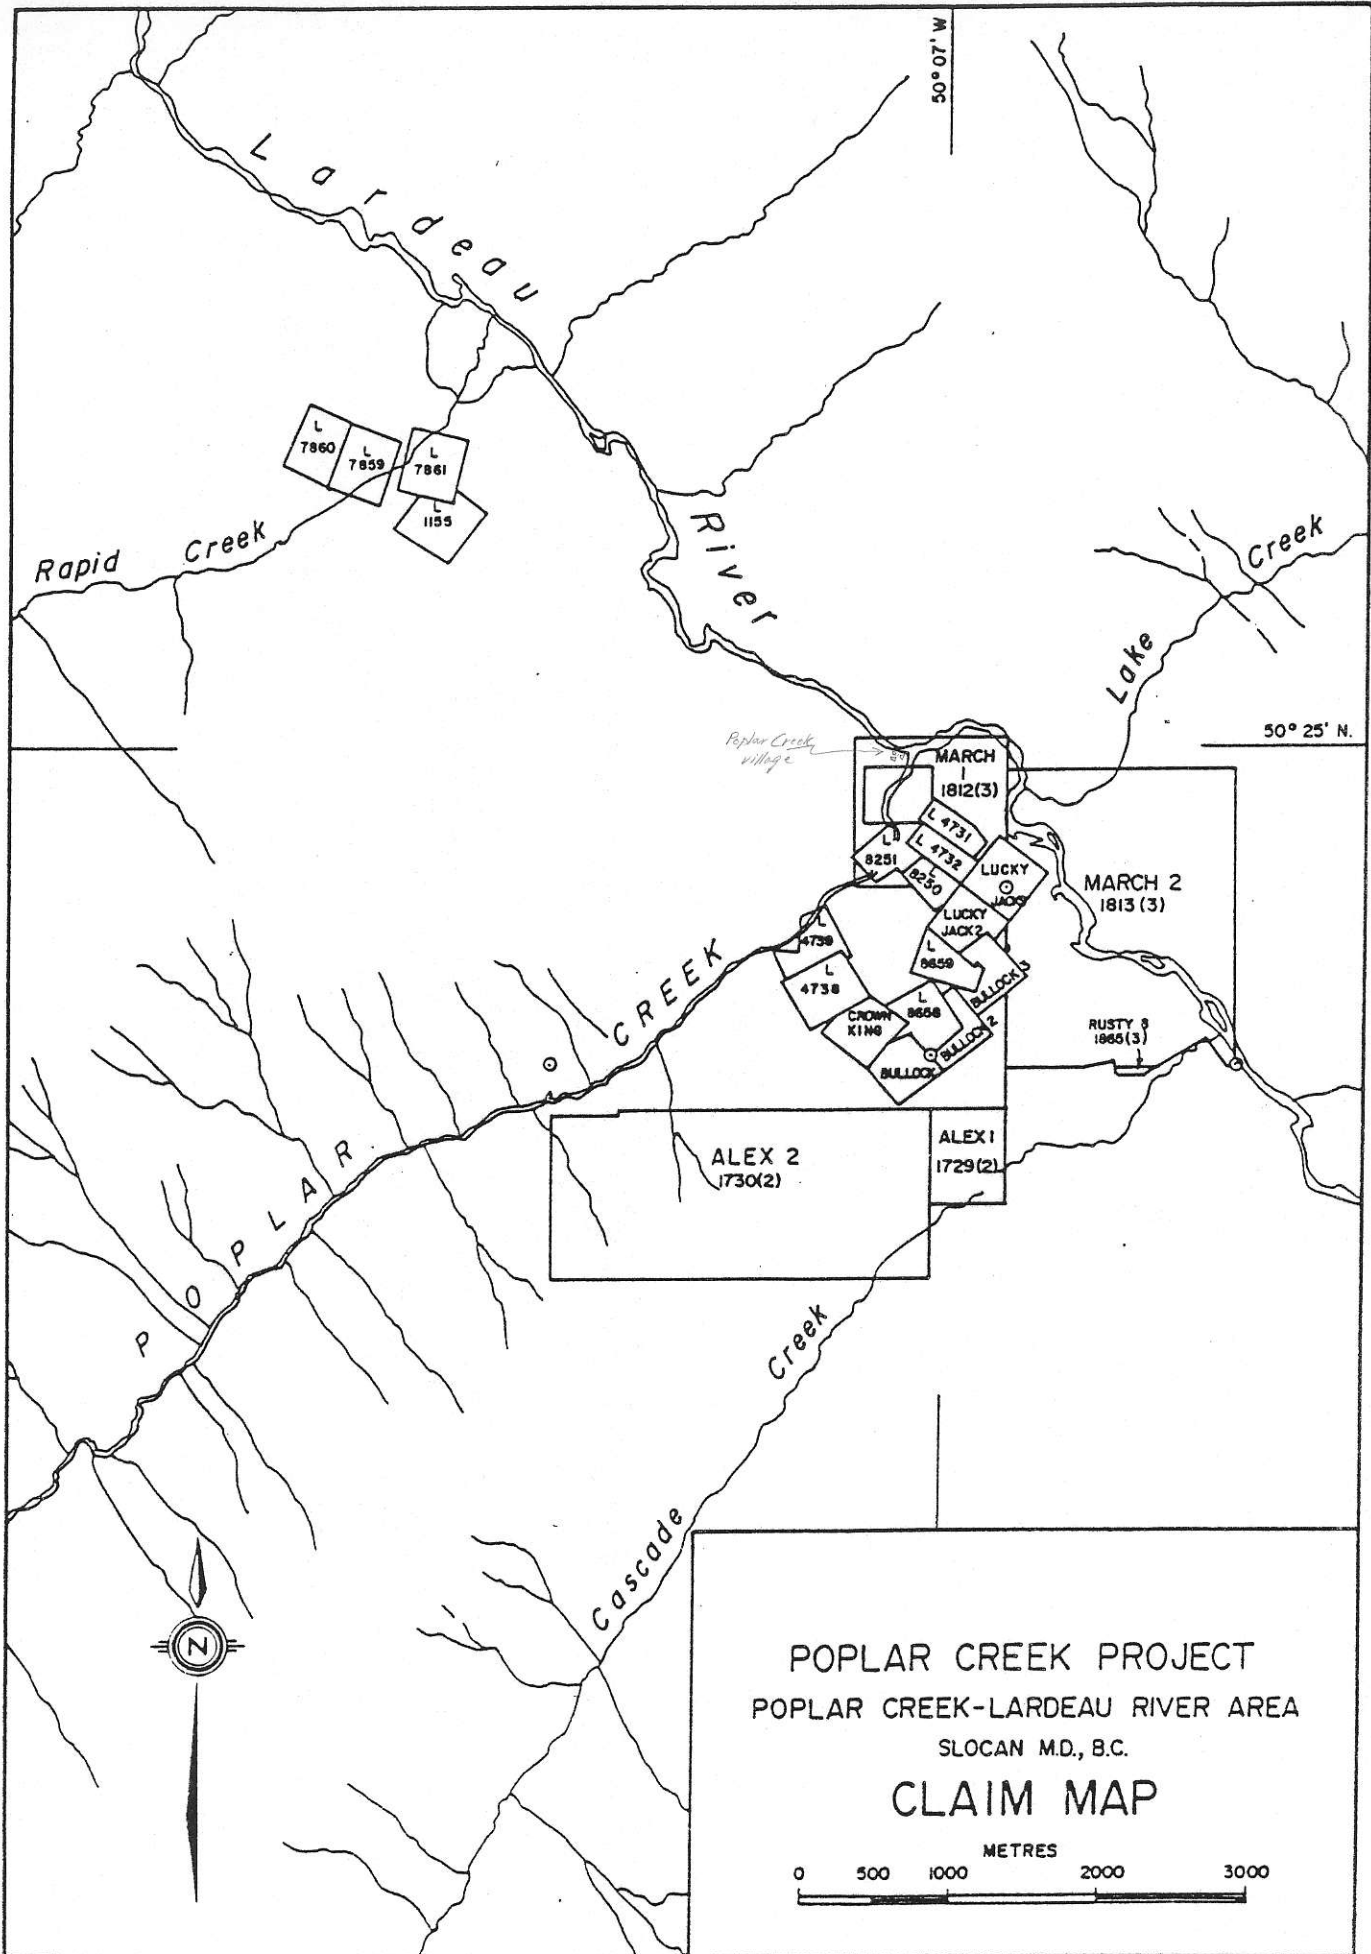 50° 07' W
Lardeau
River
L
7860
L
7859
L
7861
L
1155
Rapid Creek
Lake Creek
50° 25' N.
Poplar Creek
village
MARCH
1
1812(3)
L 4731
L 4732
L
8251
L
8250
LUCKY
JACK
LUCKY
JACK 2
MARCH 2
1813 (3)
L
4739
L
8659
L
4738
BULLOCK 3
L
8658
CROWN
KING
BULLOCK 2
BULLOCK
RUSTY 8
1865(3)
POPLAR CREEK
ALEX 2
1730(2)
ALEX 1
1729(2)
Cascade Creek
N
POPLAR CREEK PROJECT
POPLAR CREEK-LARDEAU RIVER AREA
SLOCAN M.D., B.C.
CLAIM MAP
METRES
0 500 1000 2000 3000